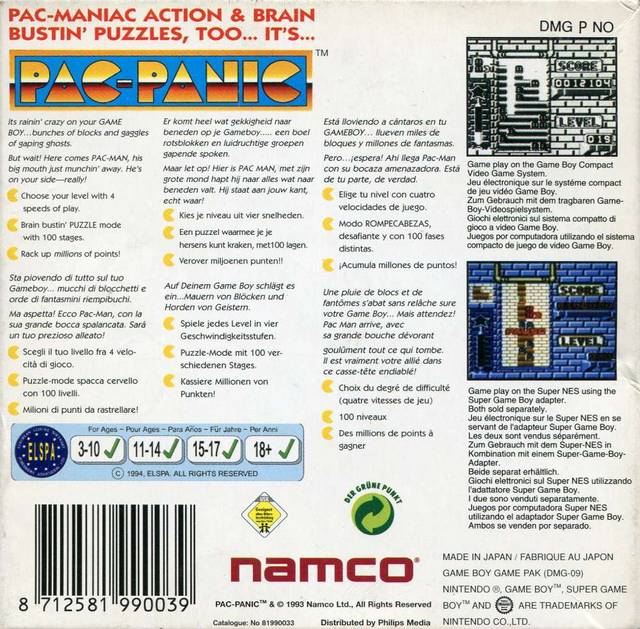 PAC-MANIAC ACTION & BRAIN
BUSTIN' PUZZLES, TOO... IT'S...
PAC-PANIC™
DMG P NO
Its rainin' crazy on your GAME
BOY...bunches of blocks and gaggles
of gaping ghosts.
But wait! Here comes PAC-MAN, his
big mouth just munchin' away. He's
on your side—really!
Choose your level with 4
speeds of play.
Brain bustin' PUZZLE mode
with 100 stages.
Rack up millions of points!
Sta piovendo di tutto sul tuo
Gameboy... mucchi di blocchetti e
orde di fantasmini riempibuchi.
Ma aspetta! Ecco Pac-Man, con la
sua grande bocca spalancata. Sarà
un tuo prezioso alleato!
Scegli il tuo livello fra 4 velo-
cità di gioco.
Puzzle-mode spacca cervello
con 100 livelli.
Milioni di punti da rastrellare!
Er komt heel wat gekkigheid naar
beneden op je Gameboy..... een boel
rotsblokken en luidruchtige groepen
gapende spoken.
Maar let op! Hier is PAC MAN, met zijn
grote mond hapt hij naar alles wat naar
beneden valt. Hij staat aan jouw kant,
echt waar!
Kies je niveau uit vier snelheden.
Een puzzel waarmee je je
hersens kunt kraken, met100 lagen.
Verover miljoenen punten!!
Auf Deinem Game Boy schlägt es
ein...Mauern von Blöcken und
Horden von Geistern.
Spiele jedes Level in vier
Geschwindigkeitsstufen.
Puzzle-Mode mit 100 ver-
schiedenen Stages.
Kassiere Millionen von
Punkten!
Está lloviendo a cántaros en tu
GAMEBOY... llueven miles de
bloques y millones de fantasmas.
Pero...¡espera! Ahi llega Pac-Man
con su bocaza amenazadora. Está
de tu parte, de verdad.
Elige tu nivel con cuatro
velocidades de juego.
Modo ROMPECABEZAS,
desafiante y con 100 fases
distintas.
¡Acumula millones de puntos!
Une pluie de blocs et de
fantômes s'abat sans relâche sure
votre Game Boy... Mais attendez!
Pac Man arrive, avec
sa grande bouche dévorant
goulûment tout ce qui tombe.
Il est vraiment votre allié dans
ce casse-tête endiablé!
Choix du degré de difficulté
(quatre vitesses de jeu)
100 niveaux
Des millions de points à
gagner
SCORE
0012104
LEVEL
019
Game play on the Game Boy Compact
Video Game System.
Jeu électronique sur le système compact
de jeu vidéo Game Boy.
Zum Gebrauch mit dem tragbaren Game-
Boy-Videospielsystem.
Giochi elettronici sul sistema compatto di
gioco a video Game Boy.
Juegos por computadora utilizando el sistema
compacto de juego de video Game Boy.
SCORE
LEVEL
Game play on the Super NES using the
Super Game Boy adapter.
Both sold separately.
Jeu électronique sur le Super NES en se
servant de l'adapteur Super Game Boy.
Les deux sont vendus séparément.
Zum Gebrauch mit dem Super-NES in
Kombination mit einem Super-Game-Boy-
Adapter.
Beide separat erhältlich.
Giochi elettronici sul Super NES utilizzando
l'adattatore Super Game Boy.
I due sono venduti separatamente.
Juegos por computadora Super NES
utilizando el adaptador Super Game Boy.
Ambos se venden por separado.
For Ages - Pour Ages - Para Años - Für Jahre - Per Anni
ELSPA
3-10
11-14
15-17
18+
© 1994, ELSPA. ALL RIGHTS RESERVED
DER GRÜNE PUNKT
8 712581 990039
namco®
PAC-PANIC™ & © 1993 Namco Ltd., All Rights Reserved
Catalogue: No 81990033
Distributed by Philips Media
MADE IN JAPAN / FABRIQUE AU JAPON
GAME BOY GAME PAK (DMG-09)
NINTENDO ®, GAME BOY™, SUPER GAME
BOY™ AND ARE TRADEMARKS OF
NINTENDO CO.,LTD.